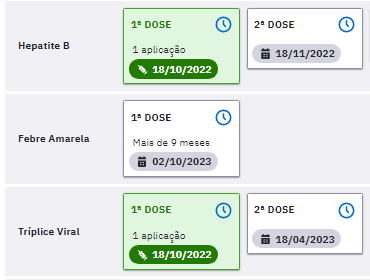 Hepatite B
1ª DOSE
1 aplicação
18/10/2022
2ª DOSE
18/11/2022
Febre Amarela
1ª DOSE
Mais de 9 meses
02/10/2023
Tríplice Viral
1ª DOSE
1 aplicação
18/10/2022
2ª DOSE
18/04/2023